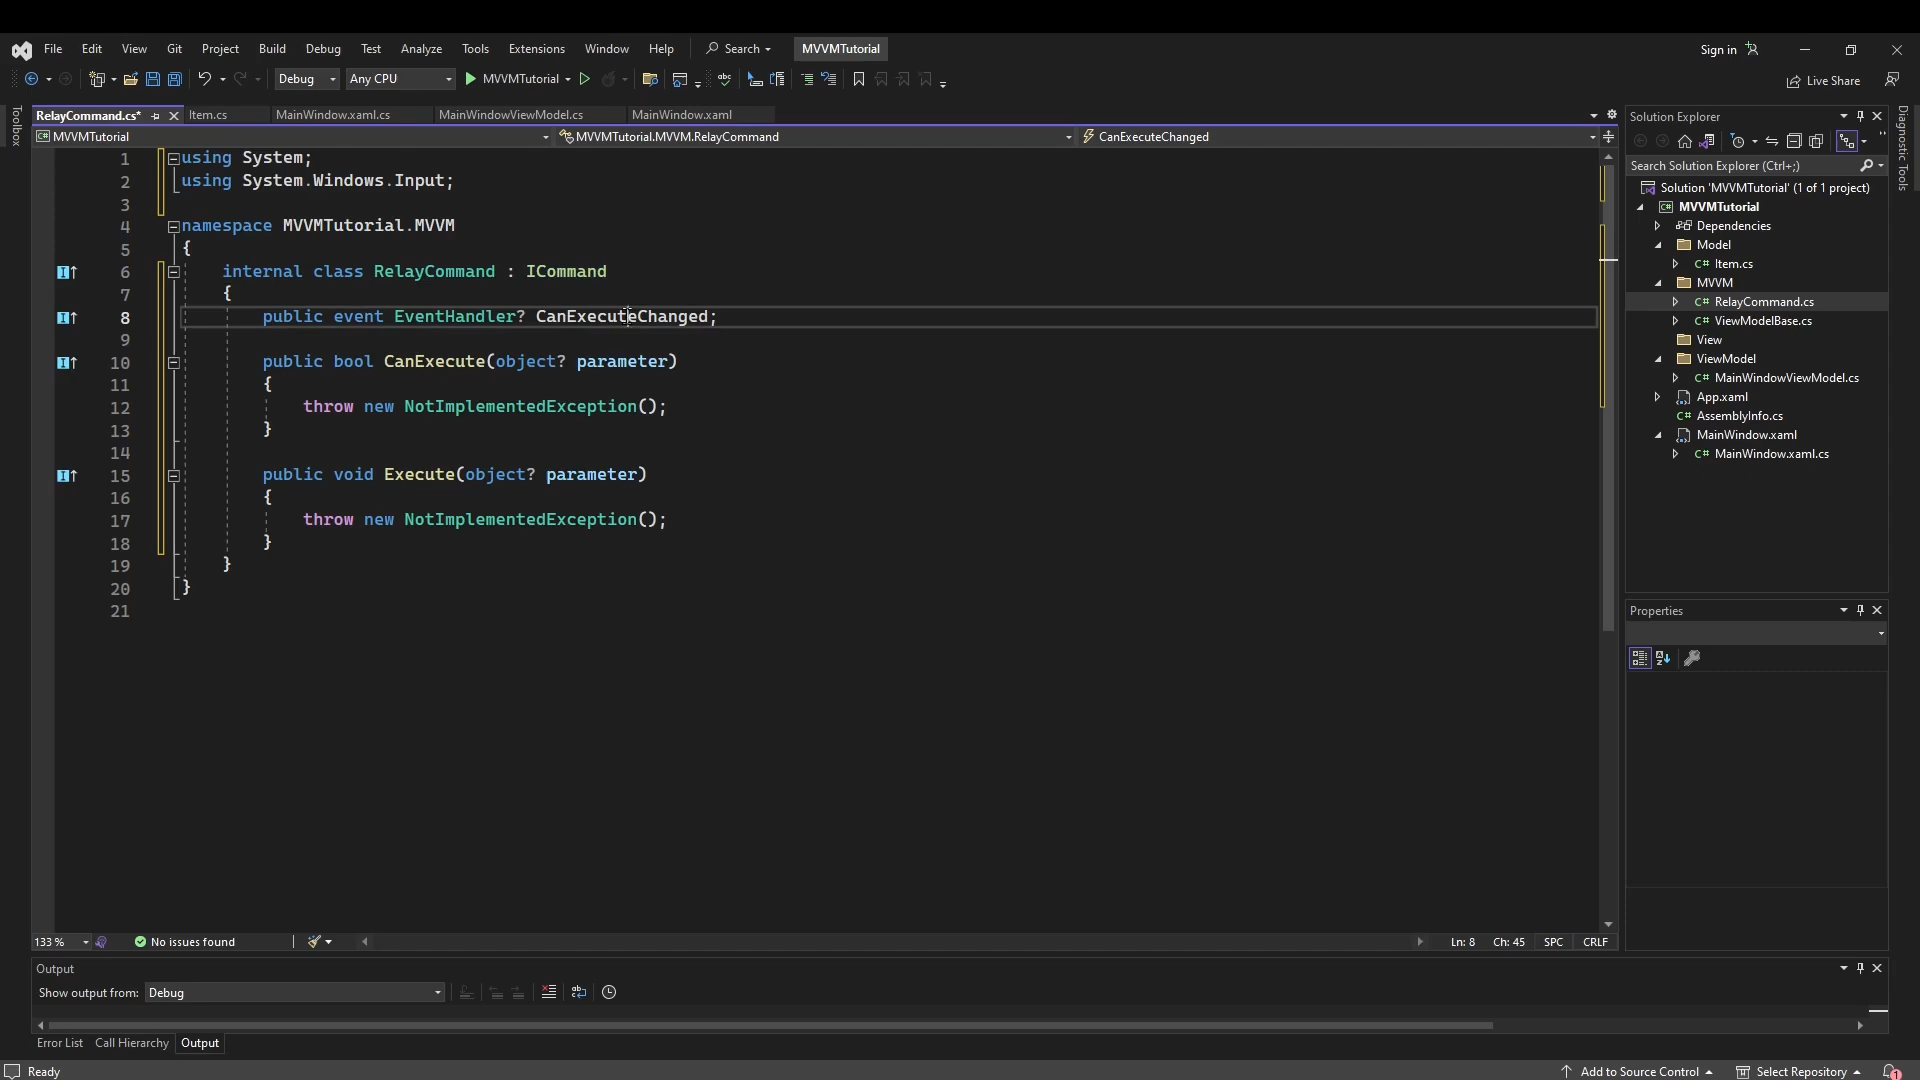 File Edit View Git Project Build Debug Test Analyze Tools Extensions Window Help Search MVVMTutorial Sign in
Debug Any CPU MVVMTutorial Live Share
Toolbox
RelayCommand.cs* Item.cs MainWindow.xaml.cs MainWindowViewModel.cs MainWindow.xaml
C# MVVMTutorial MVVMTutorial.MVVM.RelayCommand CanExecuteChanged
1 using System;
2 using System.Windows.Input;
3
4 namespace MVVMTutorial.MVVM
5 {
6 internal class RelayCommand : ICommand
7 {
8 public event EventHandler? CanExecuteChanged;
9
10 public bool CanExecute(object? parameter)
11 {
12 throw new NotImplementedException();
13 }
14
15 public void Execute(object? parameter)
16 {
17 throw new NotImplementedException();
18 }
19 }
20 }
21
133 % No issues found Ln: 8 Ch: 45 SPC CRLF
Solution Explorer
Search Solution Explorer (Ctrl+;)
Solution 'MVVMTutorial' (1 of 1 project)
C# MVVMTutorial
Dependencies
Model
C# Item.cs
MVVM
C# RelayCommand.cs
C# ViewModelBase.cs
View
ViewModel
C# MainWindowViewModel.cs
App.xaml
C# AssemblyInfo.cs
MainWindow.xaml
C# MainWindow.xaml.cs
Properties
Diagnostic Tools
Output
Show output from: Debug
Error List Call Hierarchy Output
Ready Add to Source Control Select Repository 1